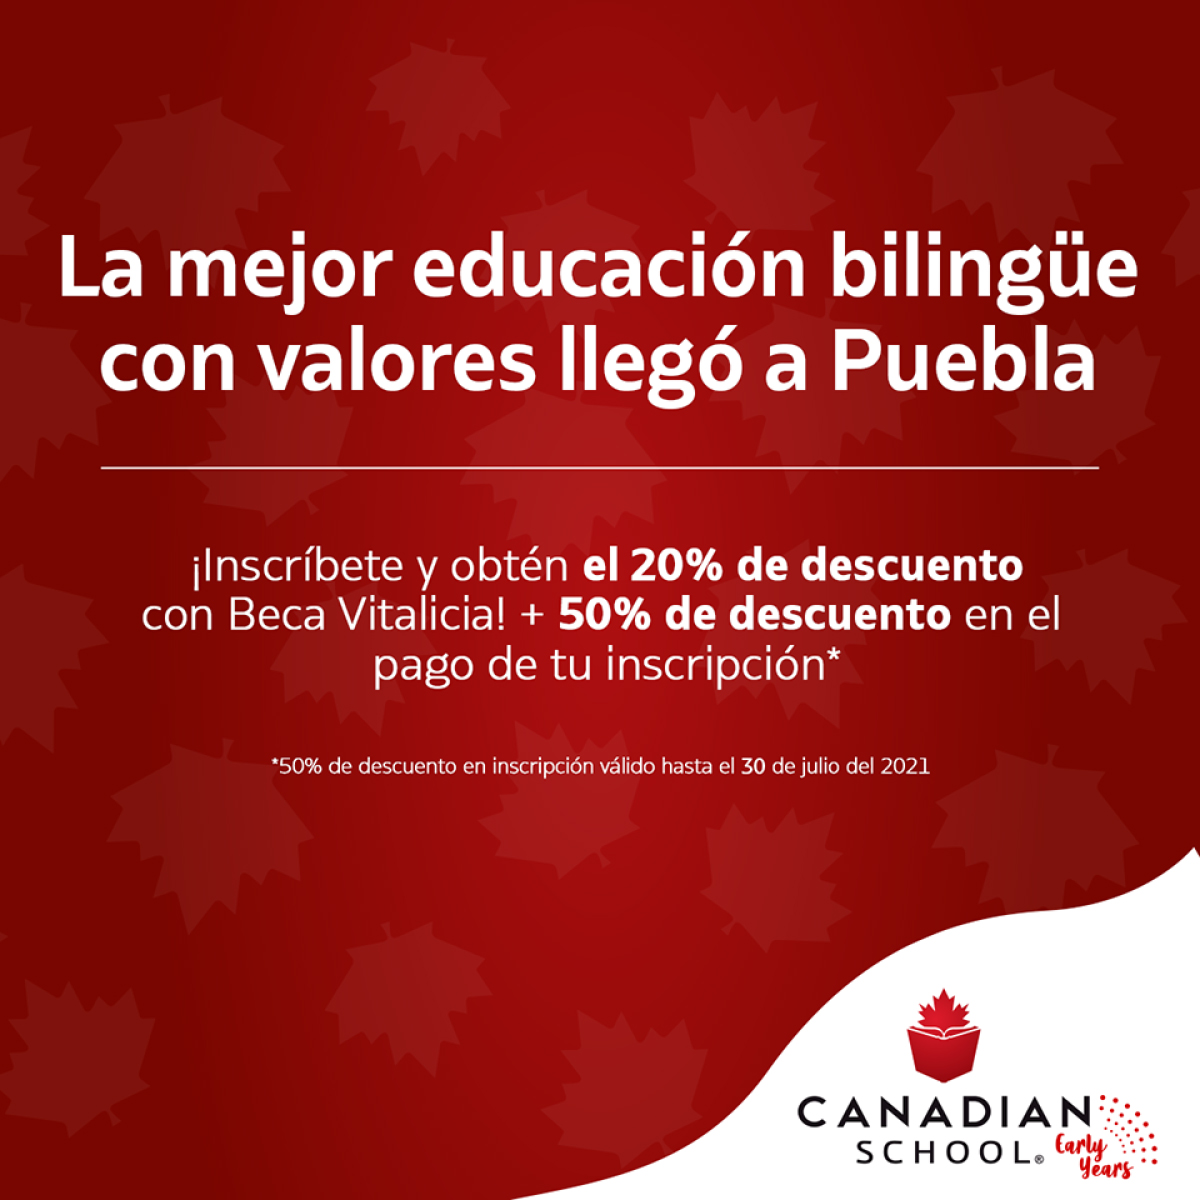 La mejor educación bilingüe
con valores llegó a Puebla
¡Inscríbete y obtén el 20% de descuento
con Beca Vitalicia! + 50% de descuento en el
pago de tu inscripción*
*50% de descuento en inscripción válido hasta el 30 de julio del 2021
CANADIAN
SCHOOL®
Early
Years